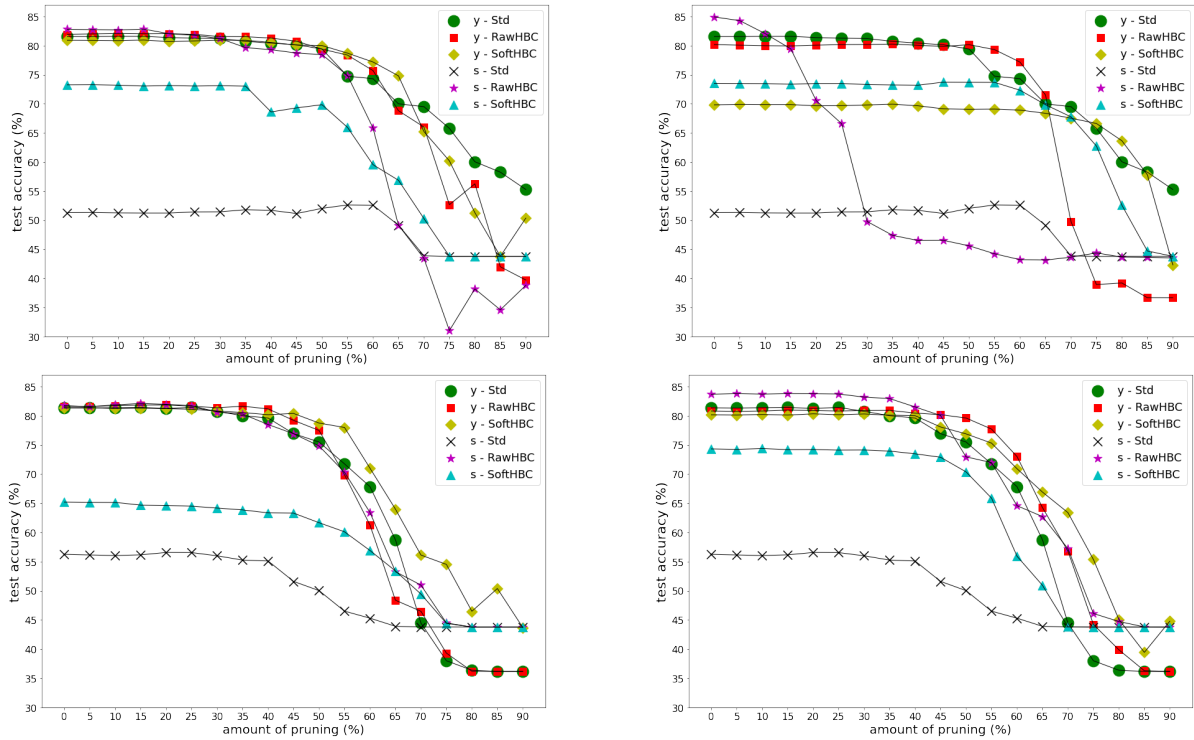 85
80
75
70
65
60
55
50
45
40
35
30
test accuracy (%)
0 5 10 15 20 25 30 35 40 45 50 55 60 65 70 75 80 85 90
amount of pruning (%)
y - Std
y - RawHBC
y - SoftHBC
s - Std
s - RawHBC
s - SoftHBC
85
80
75
70
65
60
55
50
45
40
35
30
test accuracy (%)
0 5 10 15 20 25 30 35 40 45 50 55 60 65 70 75 80 85 90
amount of pruning (%)
y - Std
y - RawHBC
y - SoftHBC
s - Std
s - RawHBC
s - SoftHBC
85
80
75
70
65
60
55
50
45
40
35
30
test accuracy (%)
0 5 10 15 20 25 30 35 40 45 50 55 60 65 70 75 80 85 90
amount of pruning (%)
y - Std
y - RawHBC
y - SoftHBC
s - Std
s - RawHBC
s - SoftHBC
85
80
75
70
65
60
55
50
45
40
35
30
test accuracy (%)
0 5 10 15 20 25 30 35 40 45 50 55 60 65 70 75 80 85 90
amount of pruning (%)
y - Std
y - RawHBC
y - SoftHBC
s - Std
s - RawHBC
s - SoftHBC